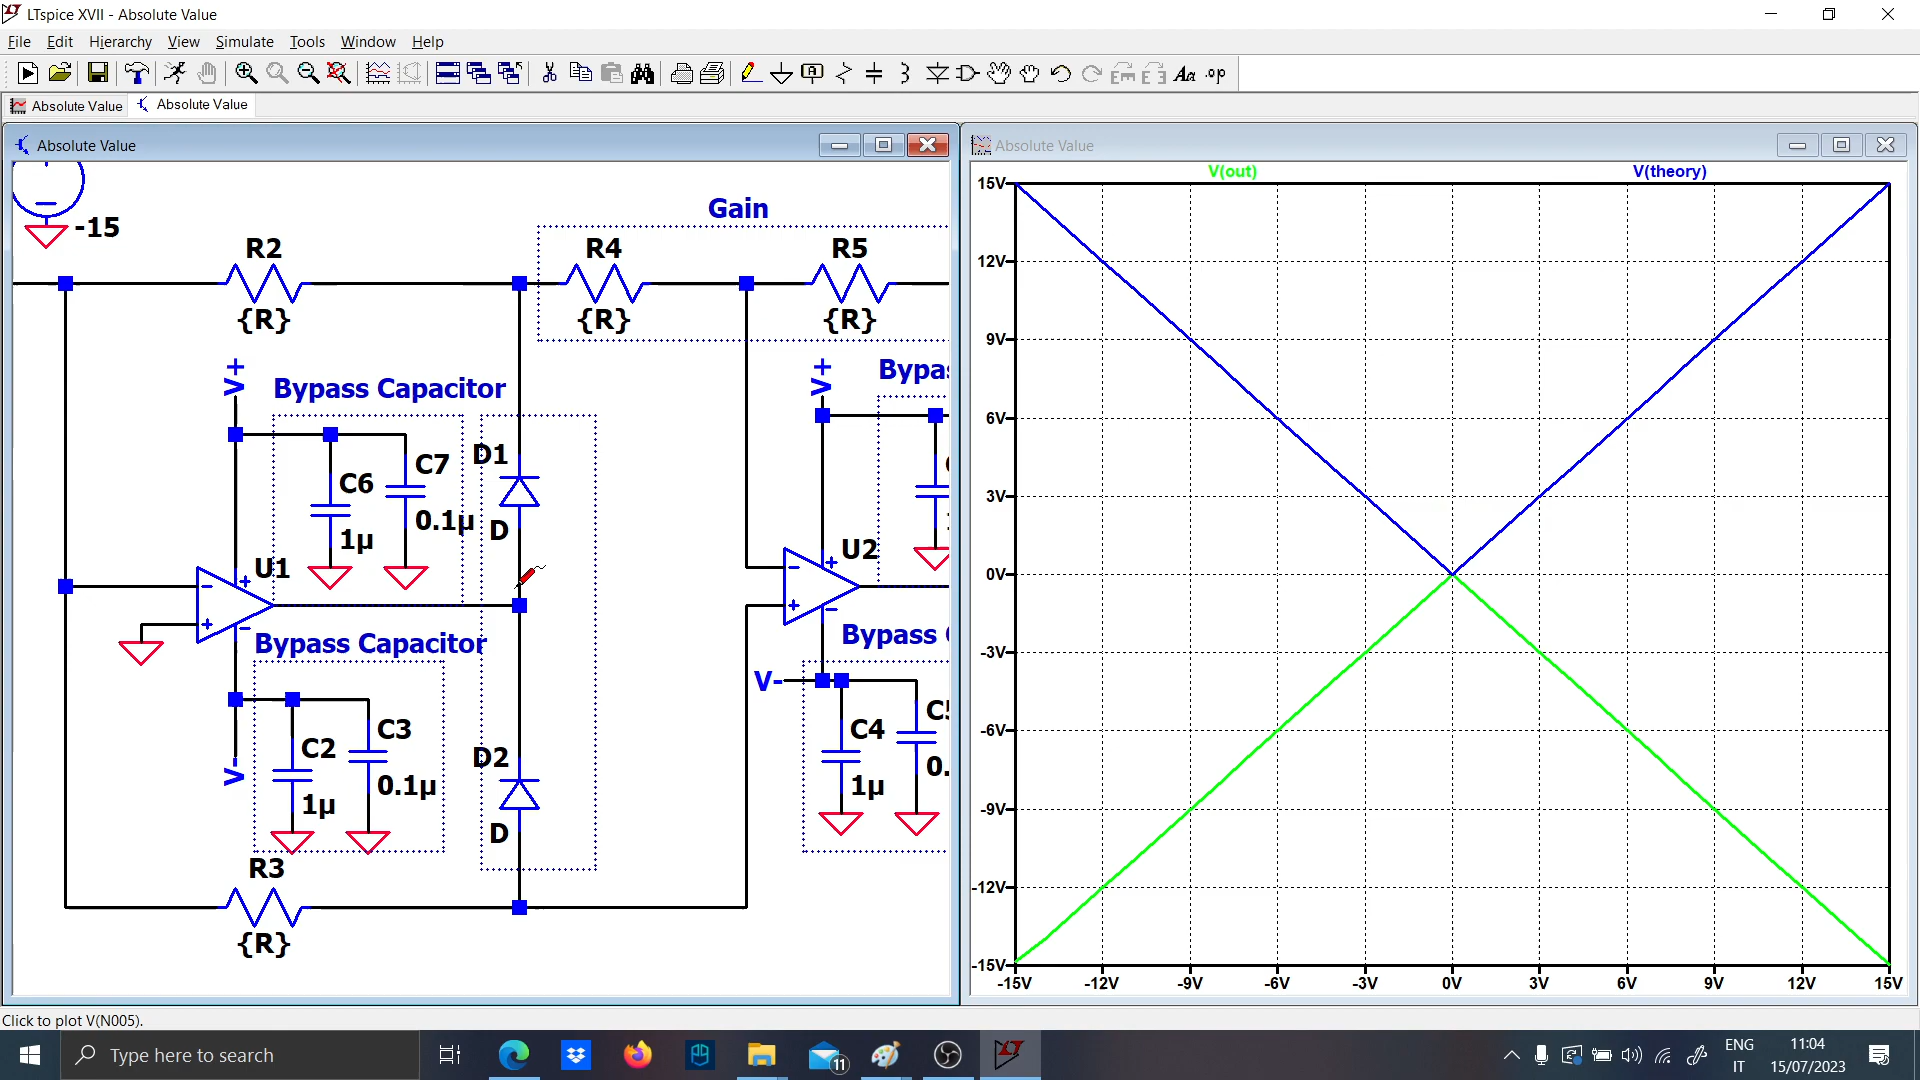 LTspice XVII - Absolute Value
File Edit Hierarchy View Simulate Tools Window Help
Absolute Value Absolute Value
Absolute Value
Absolute Value
-15
Gain
R2
{R}
R4
{R}
R5
{R}
V+
Bypass Capacitor
V+
Bypa
C6
1µ
C7
0.1µ
D1
D
U1
U2
Bypass Capacitor
Bypass
V-
V-
C2
1µ
C3
0.1µ
D2
D
C4
1µ
0.
R3
{R}
V(out) V(theory)
15V
12V
9V
6V
3V
0V
-3V
-6V
-9V
-12V
-15V
-15V -12V -9V -6V -3V 0V 3V 6V 9V 12V 15V
Click to plot V(N005).
Type here to search
11
ENG
IT
11:04
15/07/2023